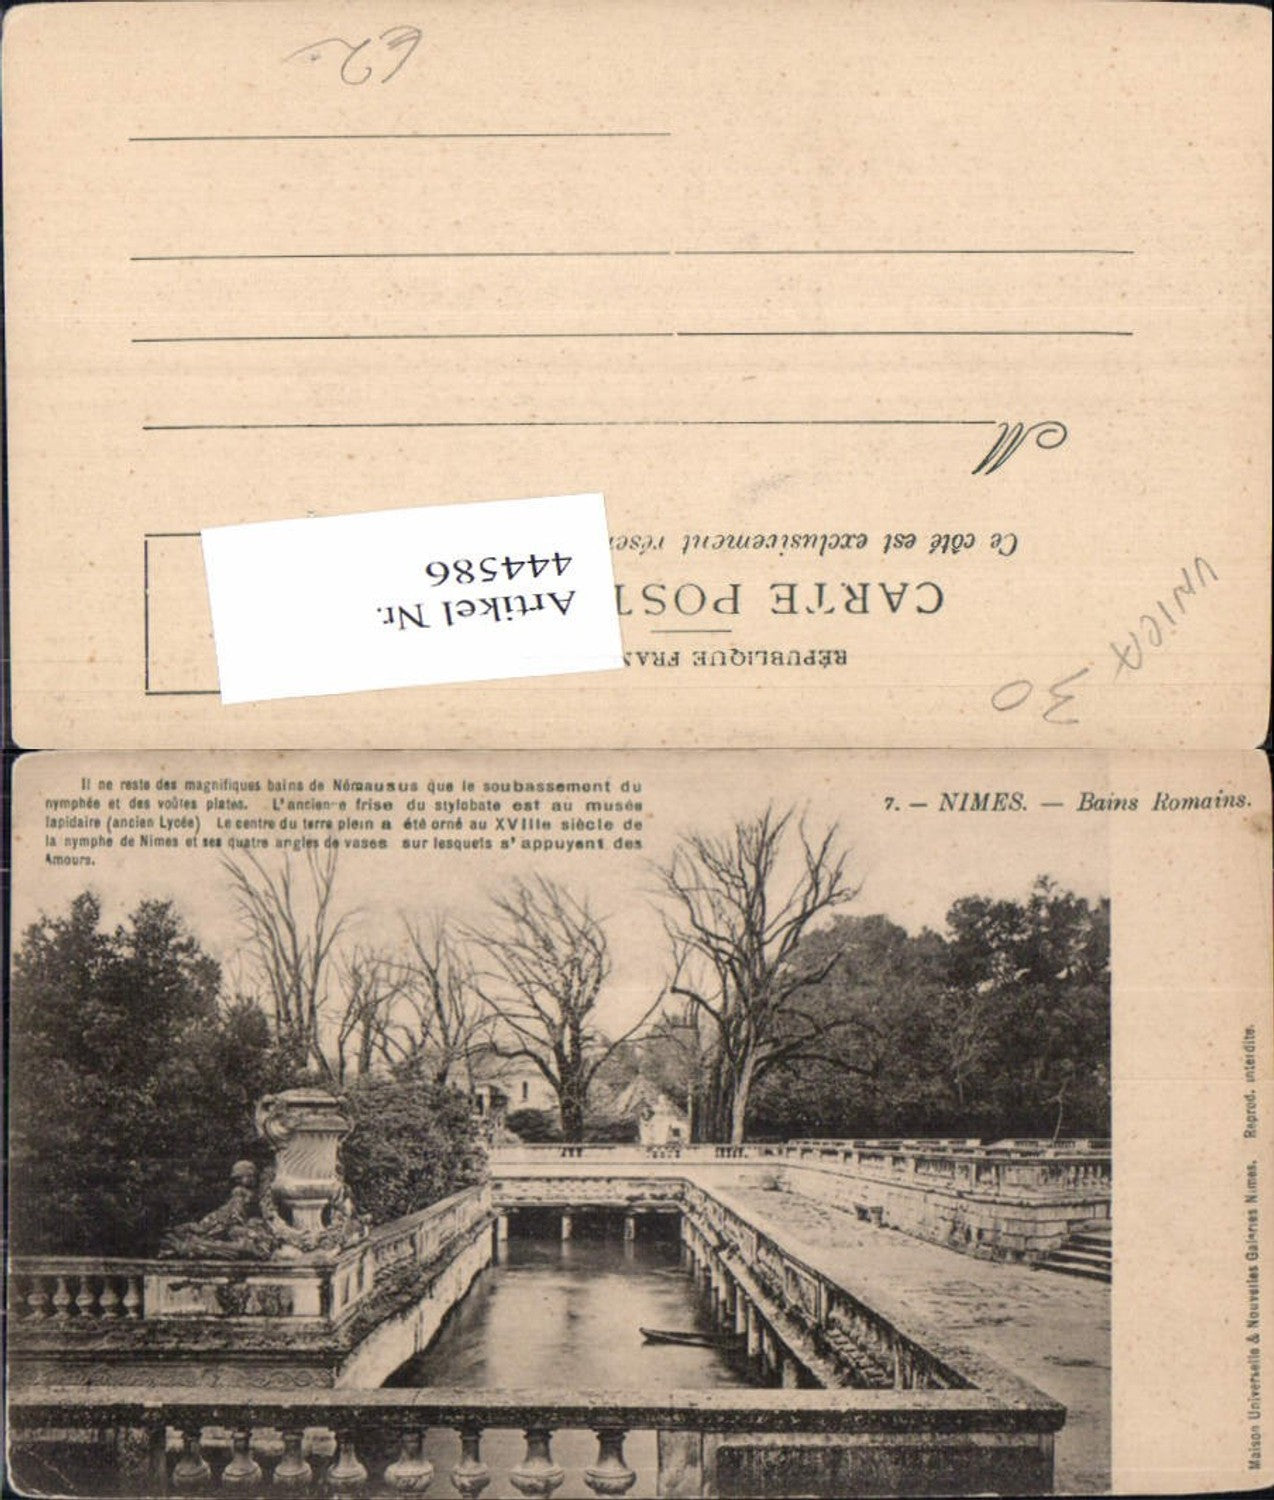 RÉPUBLIQUE FRAN
CARTE POST
Ce côté est exclusivement réser
M
Artikel Nr.
444586
UNICA
30
Il ne reste des magnifiques bains de Némausus que le soubassement du
nymphée et des voûtes plates. L'ancienne frise du stylobate est au musée
lapidaire (ancien Lycée) Le centre du terre plein a été orné au XVIIIe siècle de
la nymphe de Nimes et ses quatre angles de vases sur lesquels s'appuyent des
Amours.
7. — NIMES. — Bains Romains.
Maison Universelle & Nouvelles Galeries Nimes. Reprod. interdite.